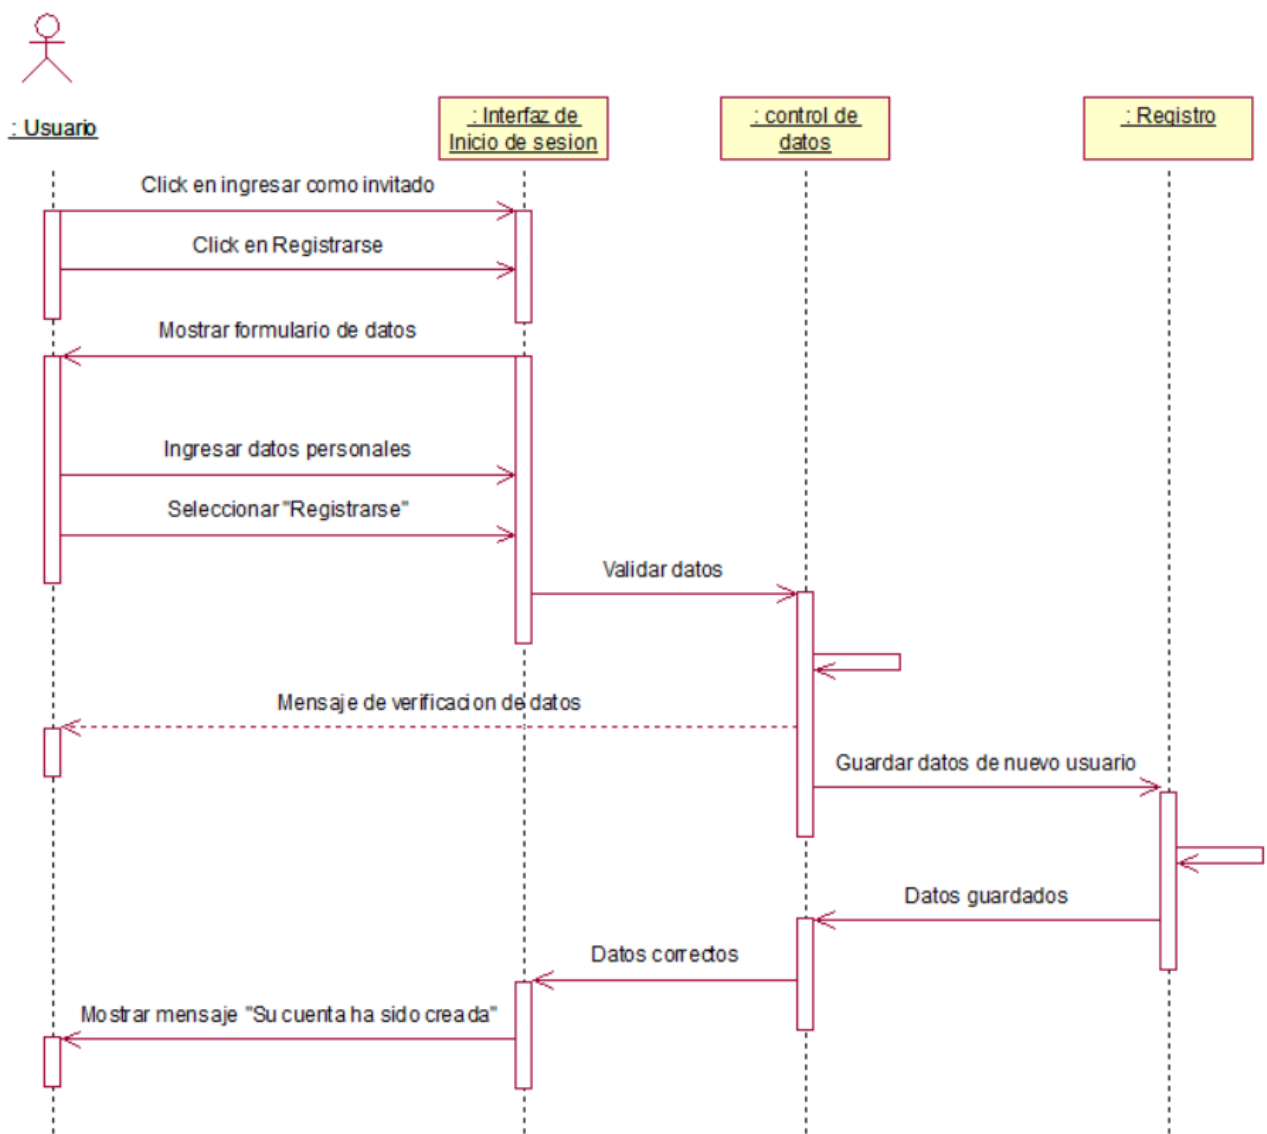 : Usuario
: Interfaz de
Inicio de sesion
: control de
datos
: Registro
Click en ingresar como invitado
Click en Registrarse
Mostrar formulario de datos
Ingresar datos personales
Seleccionar "Registrarse"
Validar datos
Mensaje de verificacion de datos
Guardar datos de nuevo usuario
Datos guardados
Datos correctos
Mostrar mensaje "Su cuenta ha sido creada"